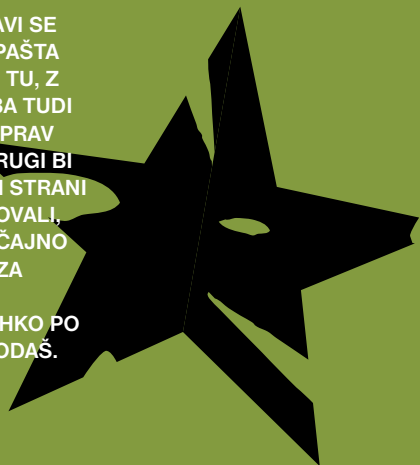 AVI SE
PAŠTA
TU, Z
BA TUDI
PRAV
RUGI BI
I STRANI
OVALI,
ČAJNO
ZA
HKO PO
ODAŠ.